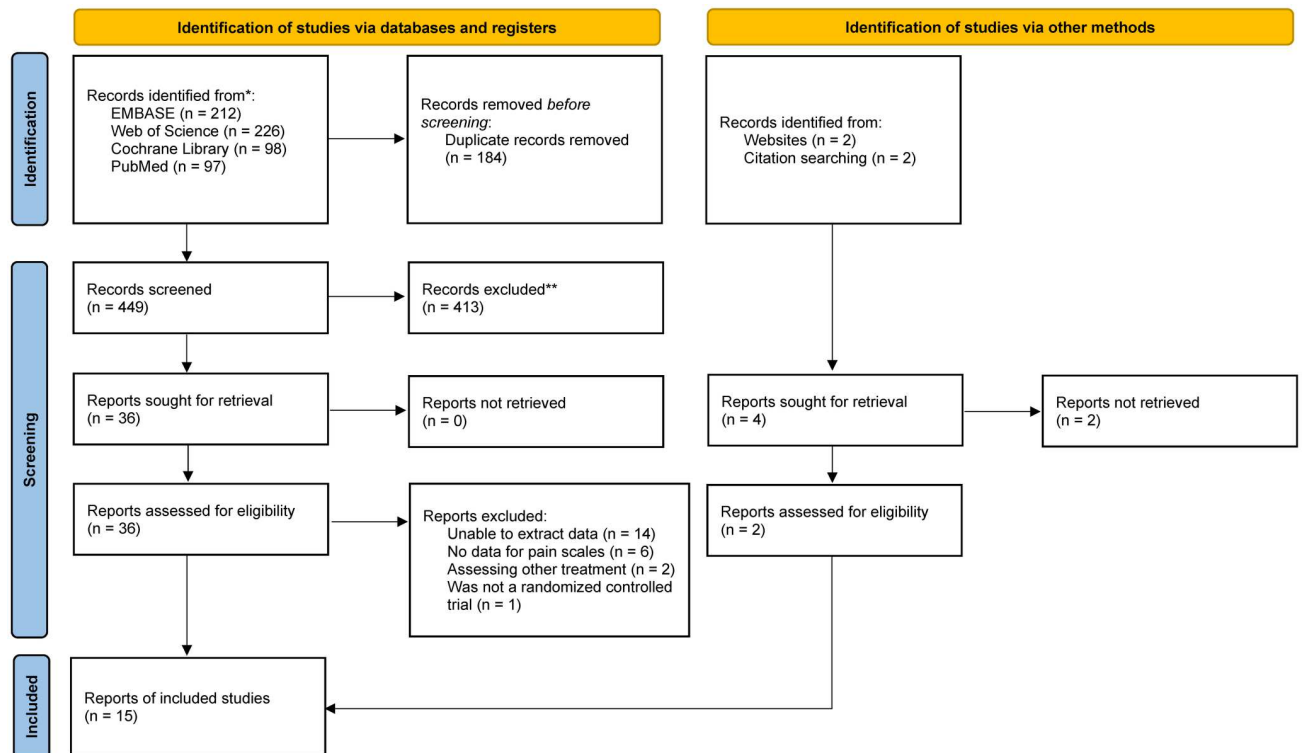 Identification of studies via databases and registers
Identification of studies via other methods
Identification
Records identified from*:
EMBASE (n = 212)
Web of Science (n = 226)
Cochrane Library (n = 98)
PubMed (n = 97)
Records removed before
screening:
Duplicate records removed
(n = 184)
Records identified from:
Websites (n = 2)
Citation searching (n = 2)
Screening
Records screened
(n = 449)
Records excluded**
(n = 413)
Reports sought for retrieval
(n = 36)
Reports not retrieved
(n = 0)
Reports sought for retrieval
(n = 4)
Reports not retrieved
(n = 2)
Reports assessed for eligibility
(n = 36)
Reports excluded:
Unable to extract data (n = 14)
No data for pain scales (n = 6)
Assessing other treatment (n = 2)
Was not a randomized controlled
trial (n = 1)
Reports assessed for eligibility
(n = 2)
Included
Reports of included studies
(n = 15)